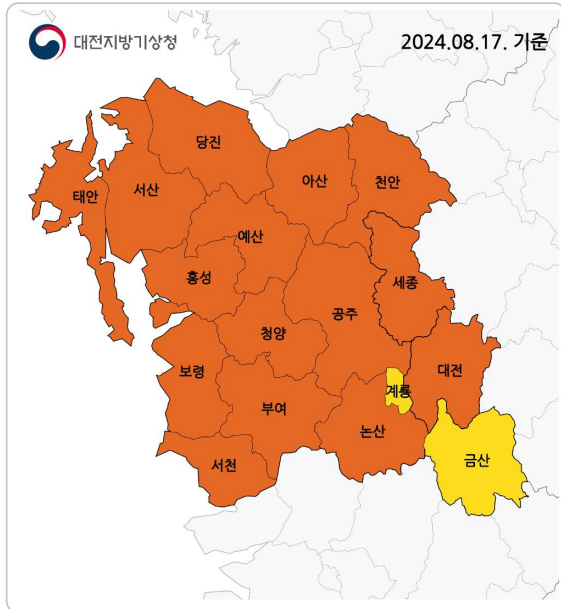 대전지방기상청
2024.08.17. 기준
당진
아산
천안
태안
서산
예산
홍성
세종
공주
청양
보령
대전
계룡
부여
논산
서천
금산